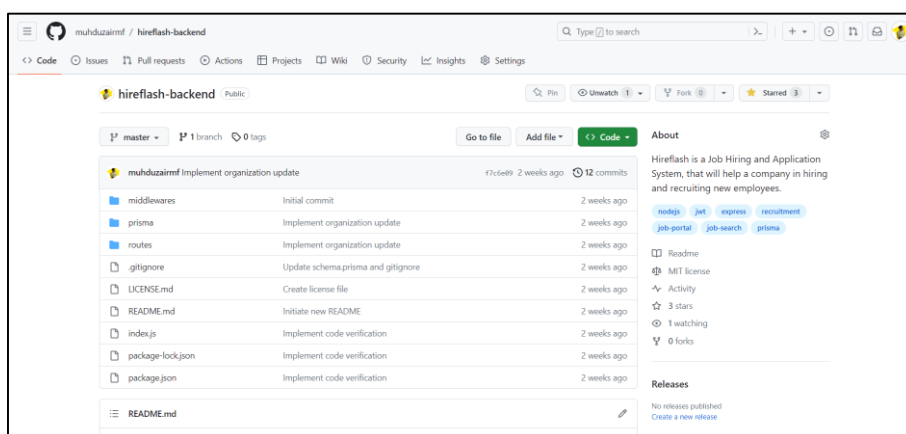 muhduzairmf / hireflash-backend
Type / to search
Code Issues Pull requests Actions Projects Wiki Security Insights Settings
hireflash-backend Public
Pin Unwatch 1 Fork 0 Starred 3
master 1 branch 0 tags Go to file Add file Code
muhduzairmf Implement organization update f7c6e09 2 weeks ago 12 commits
middlewares Initial commit 2 weeks ago
prisma Implement organization update 2 weeks ago
routes Implement organization update 2 weeks ago
.gitignore Update schema.prisma and gitignore 2 weeks ago
LICENSE.md Create license file 2 weeks ago
README.md Initiate new README 2 weeks ago
index.js Implement code verification 2 weeks ago
package-lock.json Implement code verification 2 weeks ago
package.json Implement code verification 2 weeks ago
README.md
About
Hireflash is a Job Hiring and Application
System, that will help a company in hiring
and recruiting new employees.
nodejs jwt express recruitment
job-portal job-search prisma
Readme
MIT license
Activity
3 stars
1 watching
0 forks
Releases
No releases published
Create a new release